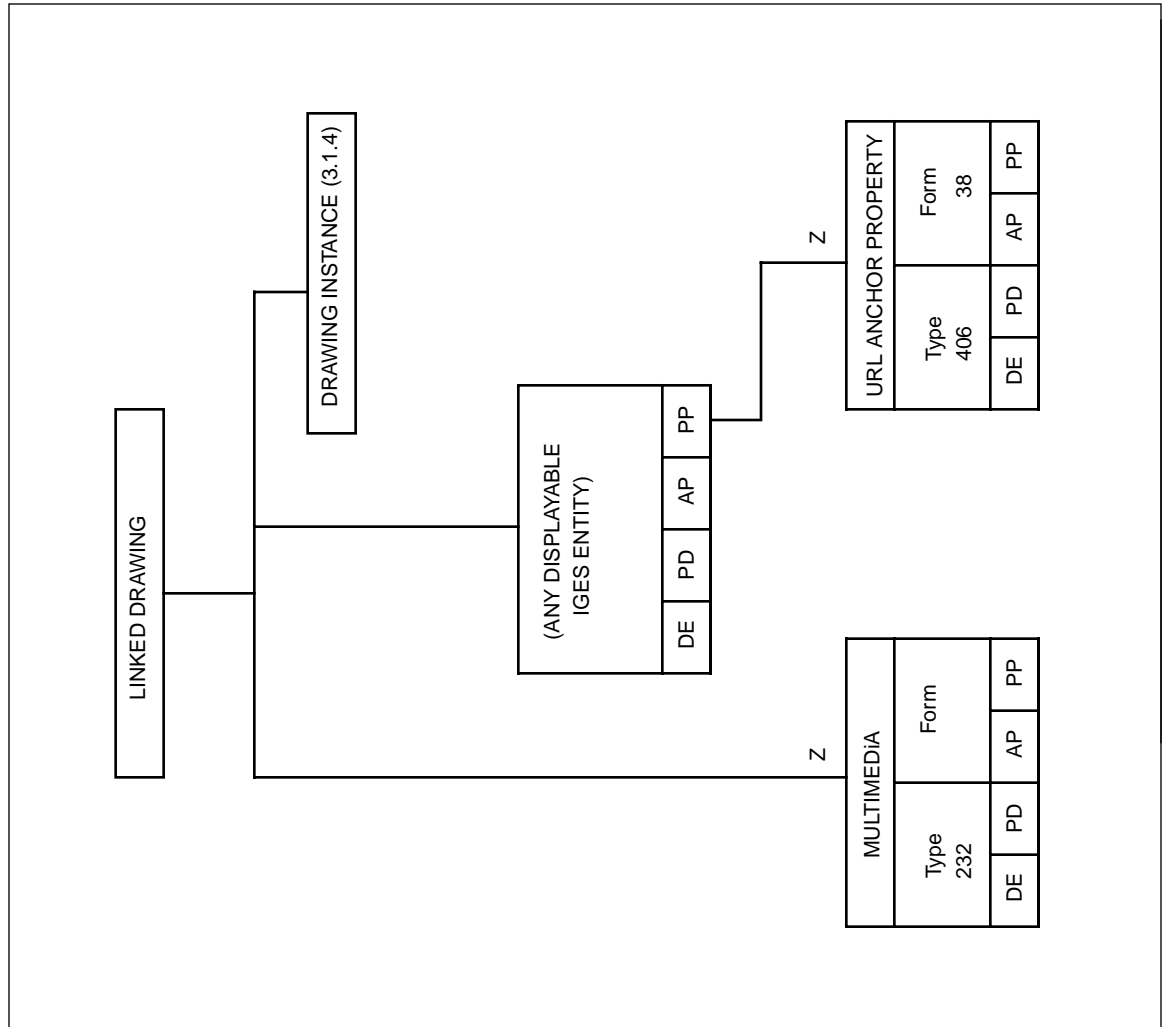 LINKED DRAWING
DRAWING INSTANCE (3.1.4)
(ANY DISPLAYABLE
IGES ENTITY)
DE PD AP PP
Z
MULTIMEDiA
Type Form
232
DE PD AP PP
Z
URL ANCHOR PROPERTY
Type Form
406 38
DE PD AP PP